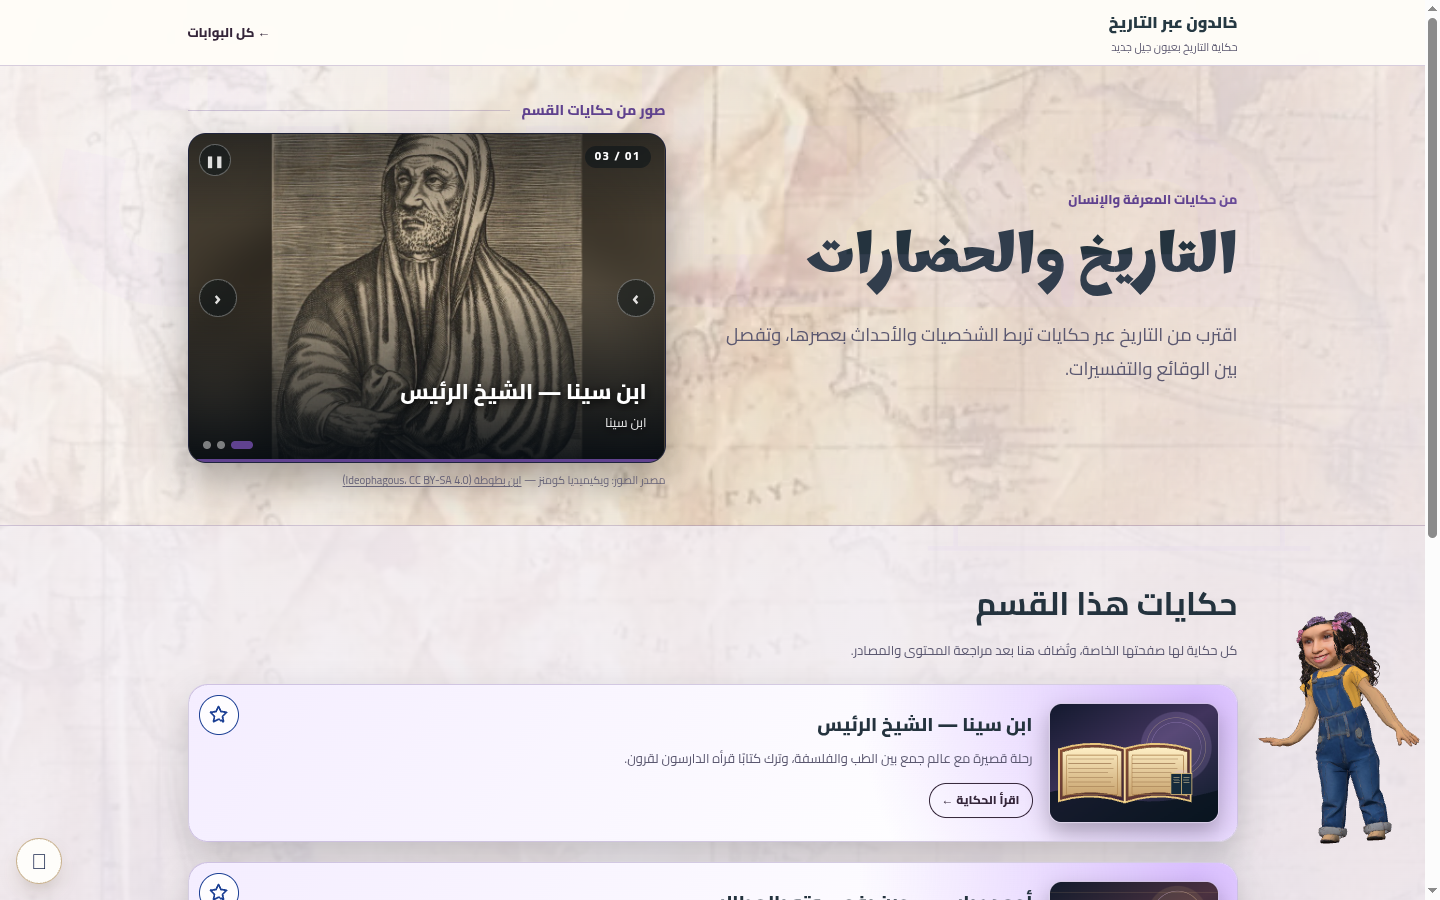 خالدون عبر التاريخ
حكاية التاريخ بعيون جيل جديد
كل البوابات ←
من حكايات المعرفة والإنسان
التاريخ والحضارات
اقترب من التاريخ عبر حكايات تربط الشخصيات والأحداث بعصرها، وتفصل
بين الوقائع والتفسيرات.
صور من حكايات القسم
03 / 01
ابن سينا — الشيخ الرئيس
ابن سينا
مصدر الصور: ويكيميديا كومنز — ابن بطوطة (Ideophagous، CC BY-SA 4.0)
حكايات هذا القسم
كل حكاية لها صفحتها الخاصة، وتُضاف هنا بعد مراجعة المحتوى والمصادر.
ابن سينا — الشيخ الرئيس
رحلة قصيرة مع عالم جمع بين الطب والفلسفة، وترك كتابًا قرأه الدارسون لقرون.
اقرأ الحكاية ←